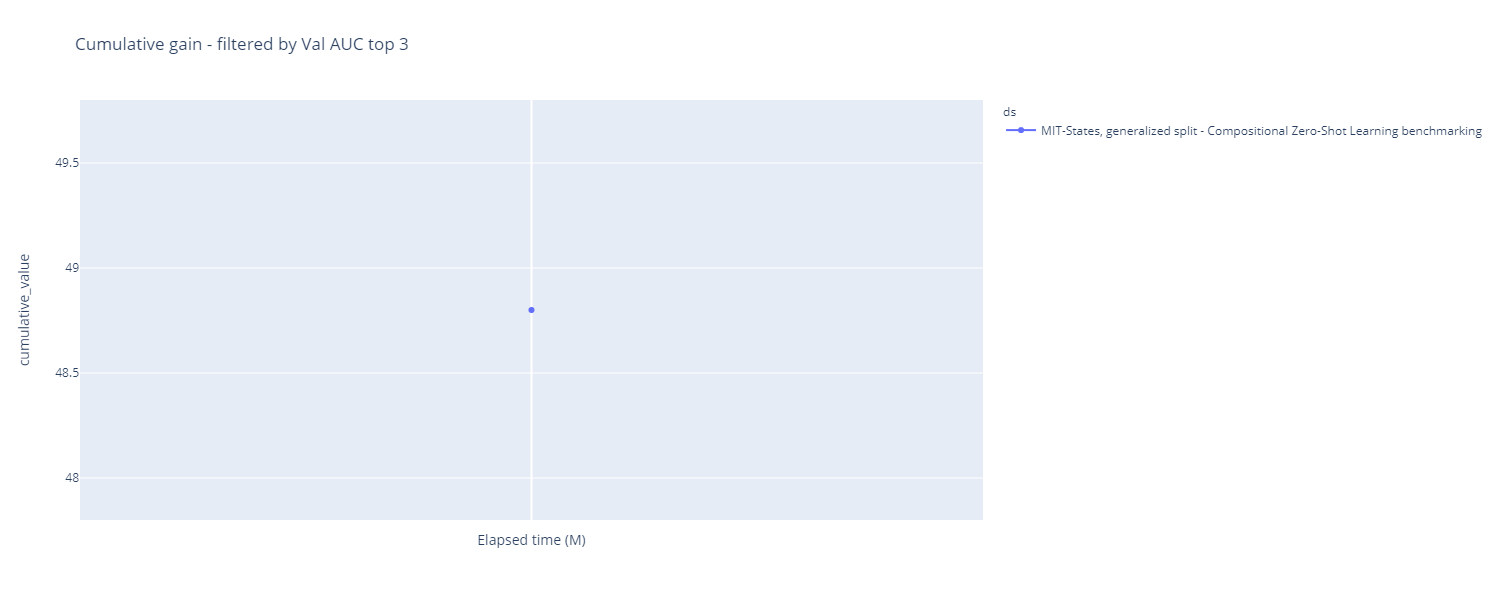 Cumulative gain - filtered by Val AUC top 3
ds
MIT-States, generalized split - Compositional Zero-Shot Learning benchmarking
49.5
49
48.5
48
cumulative_value
Elapsed time (M)